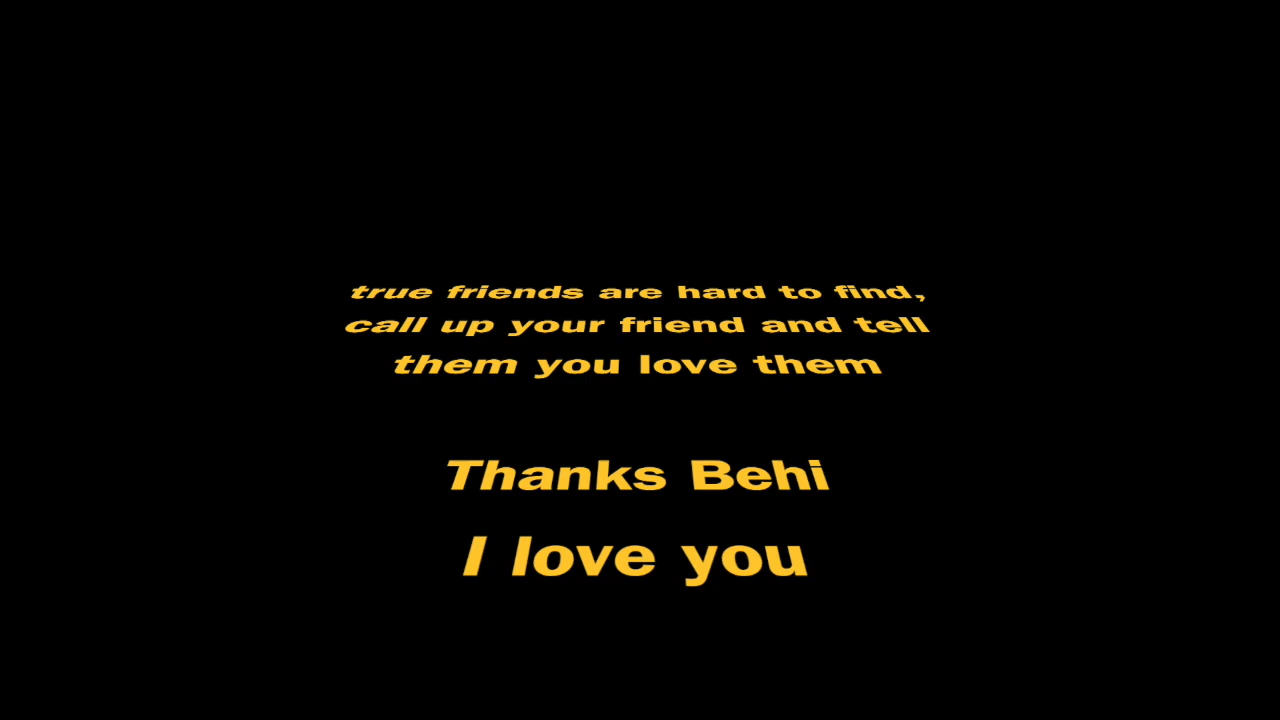 true friends are hard to find,
call up your friend and tell
them you love them
Thanks Behi
I love you